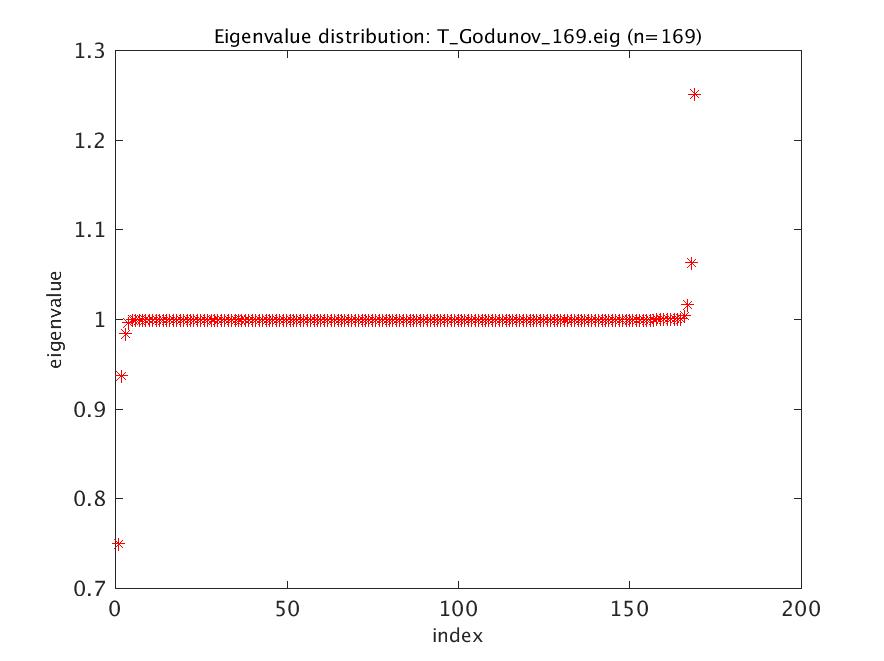 Eigenvalue distribution: T_Godunov_169.eig (n=169)
1.3
1.2
1.1
1
0.9
0.8
0.7
eigenvalue
0 50 100 150 200
index